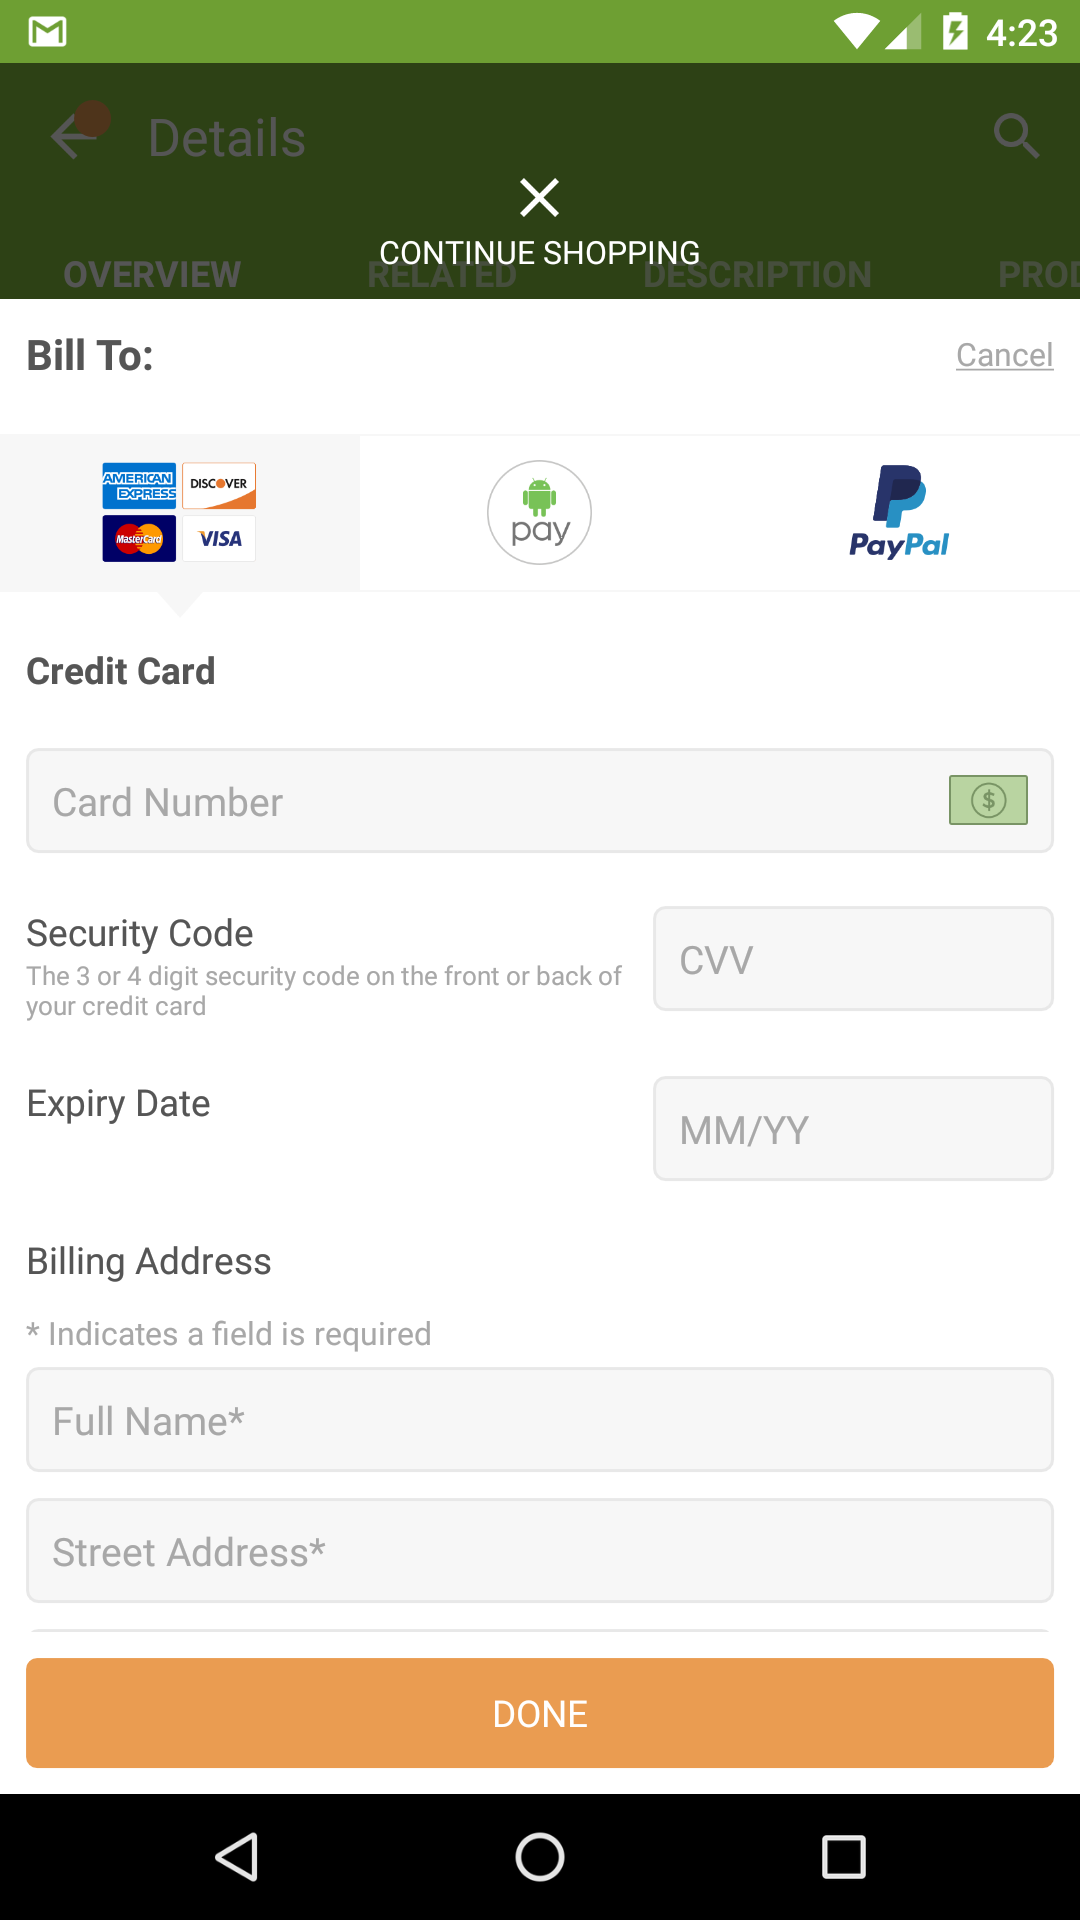 4:23
Details
CONTINUE SHOPPING
OVERVIEW RELATED DESCRIPTION PROD
Bill To: Cancel
AMERICAN EXPRESS DISCOVER
MasterCard VISA
pay
PayPal
Credit Card
Card Number $
Security Code
The 3 or 4 digit security code on the front or back of
your credit card
CVV
Expiry Date
MM/YY
Billing Address
* Indicates a field is required
Full Name*
Street Address*
DONE